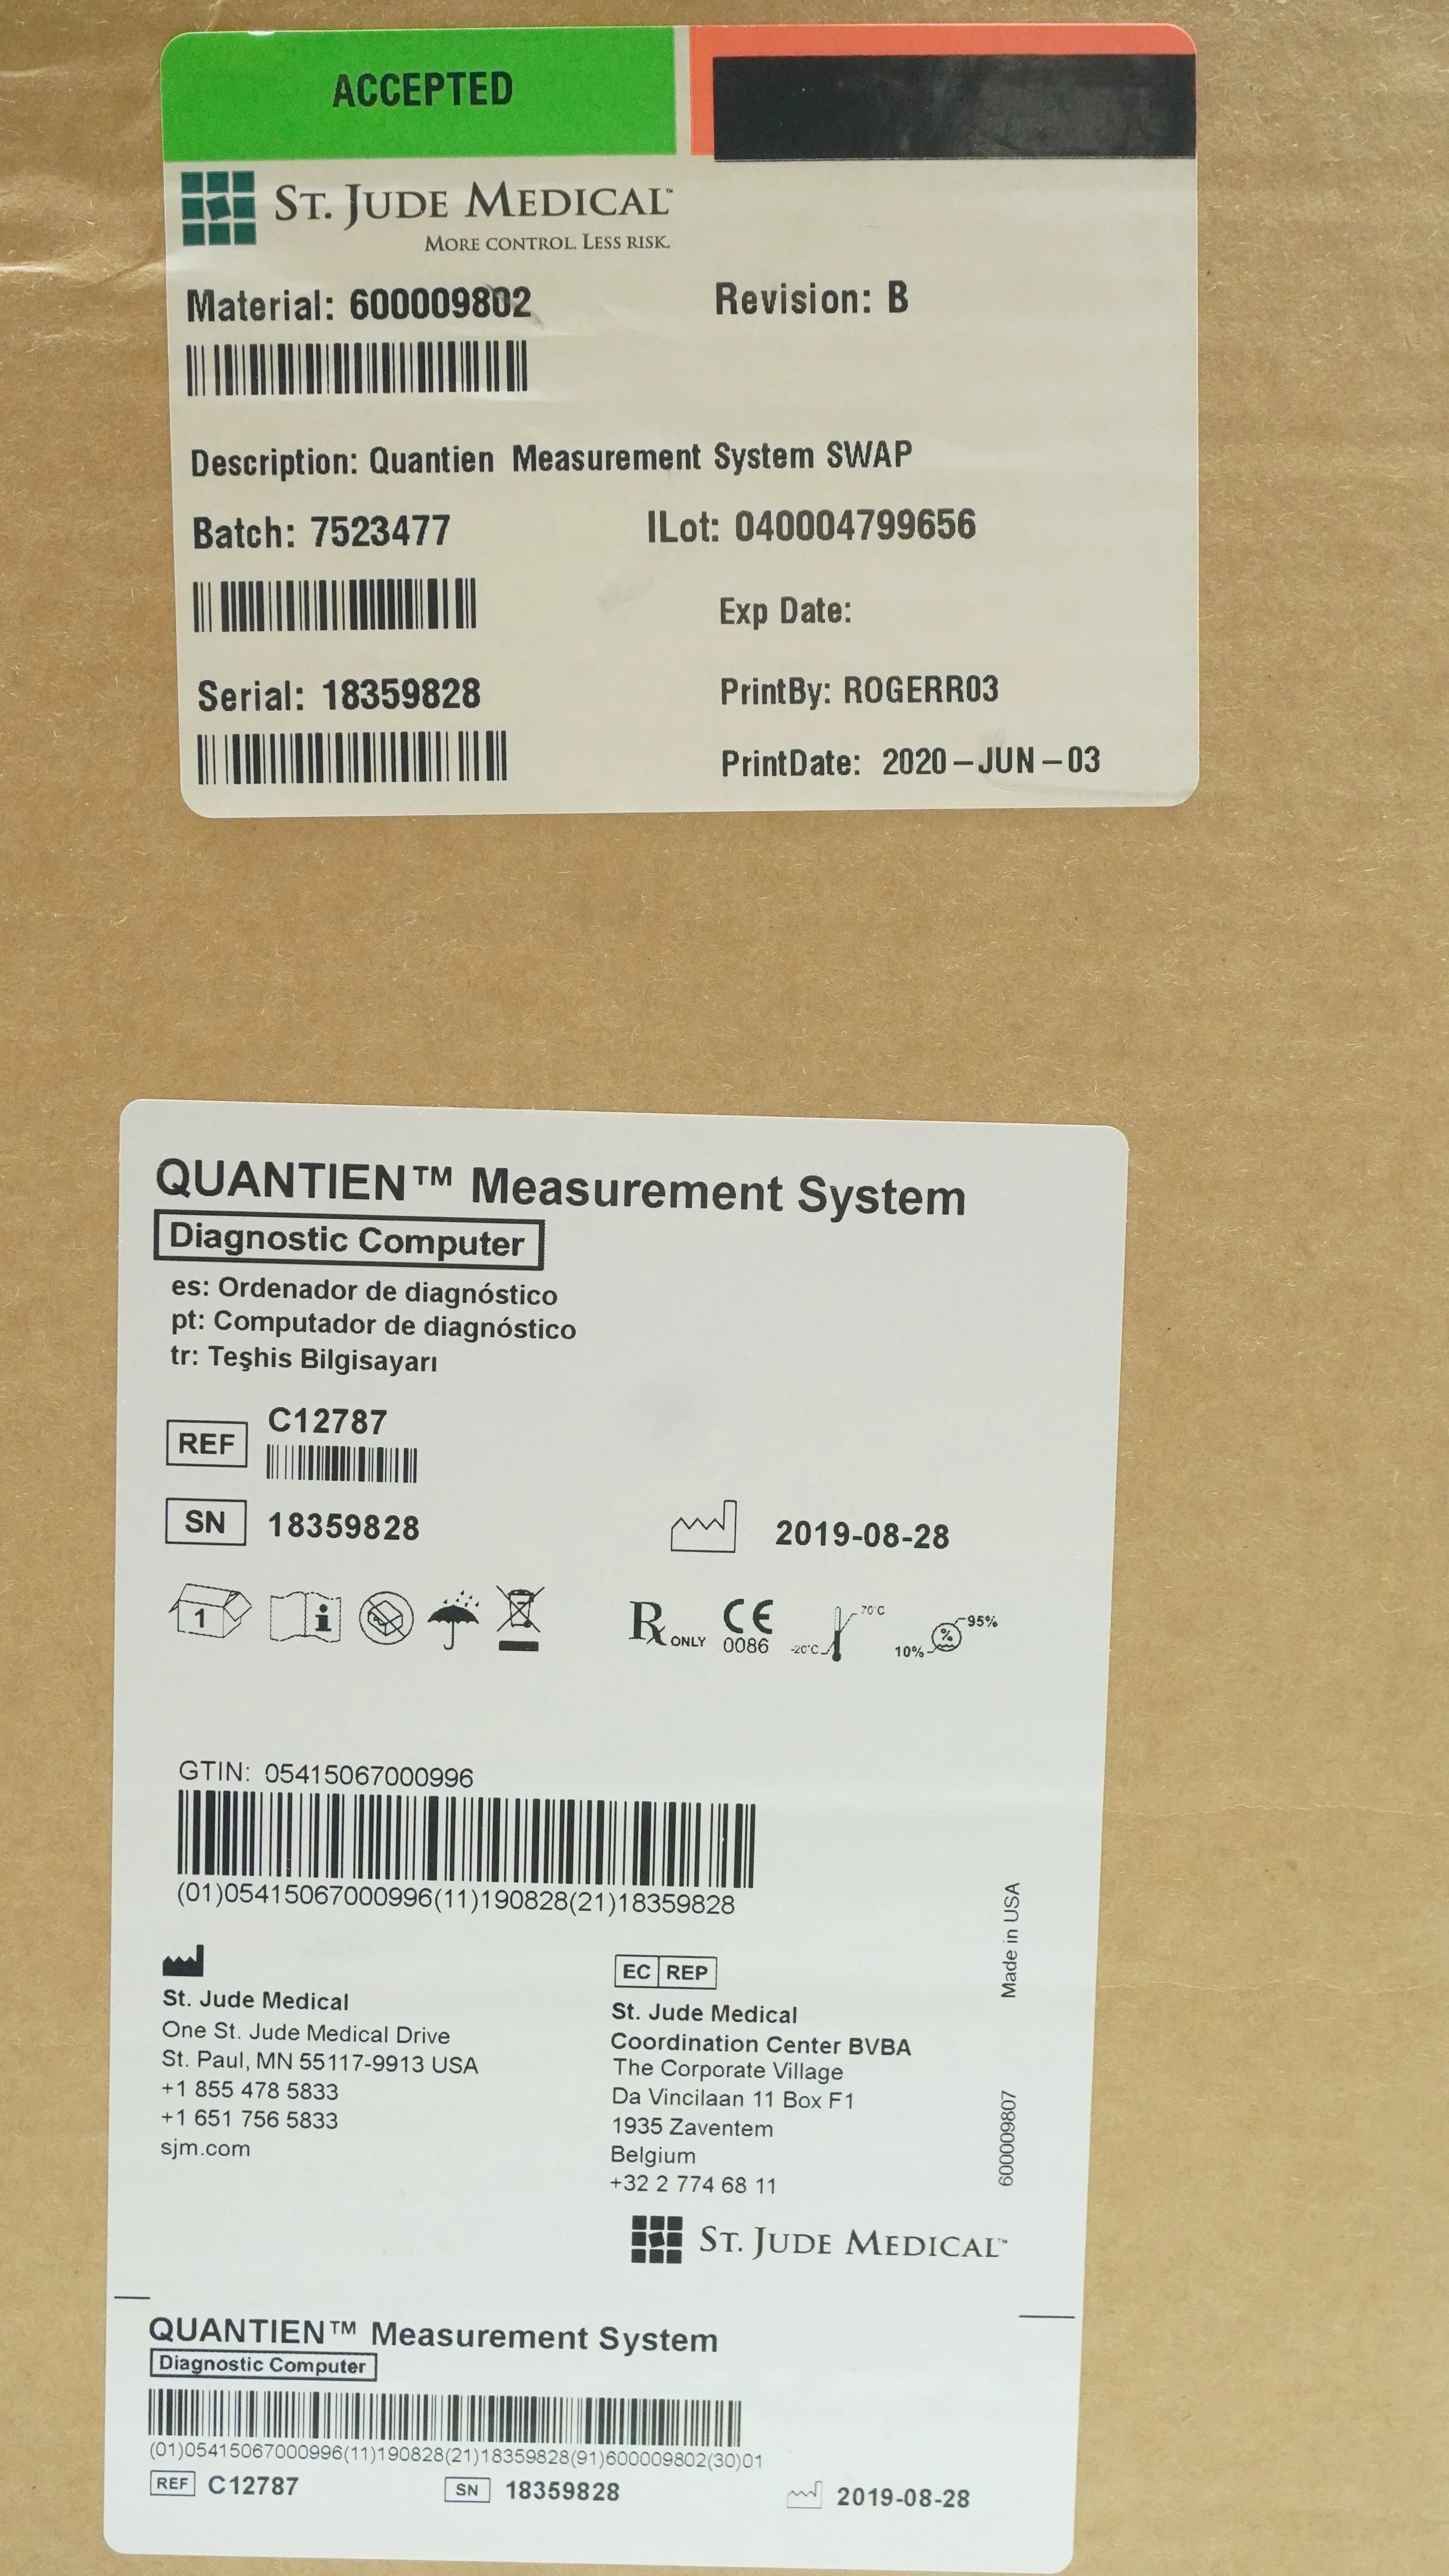 ACCEPTED
ST. JUDE MEDICAL™
MORE CONTROL. LESS RISK.
Material: 600009802 Revision: B
Description: Quantien Measurement System SWAP
Batch: 7523477 ILot: 040004799656
Exp Date:
Serial: 18359828 PrintBy: ROGERR03
PrintDate: 2020-JUN-03
QUANTIEN™ Measurement System
Diagnostic Computer
es: Ordenador de diagnóstico
pt: Computador de diagnóstico
tr: Teşhis Bilgisayarı
REF C12787
SN 18359828 2019-08-28
1 i Rx ONLY CE 0086 -20°C 70°C 10% % 95%
GTIN: 05415067000996
(01)05415067000996(11)190828(21)18359828
St. Jude Medical
One St. Jude Medical Drive
St. Paul, MN 55117-9913 USA
+1 855 478 5833
+1 651 756 5833
sjm.com
EC REP
St. Jude Medical
Coordination Center BVBA
The Corporate Village
Da Vincilaan 11 Box F1
1935 Zaventem
Belgium
+32 2 774 68 11
Made in USA
600009807
ST. JUDE MEDICAL™
QUANTIEN™ Measurement System
Diagnostic Computer
(01)05415067000996(11)190828(21)18359828(91)600009802(30)01
REF C12787 SN 18359828 2019-08-28